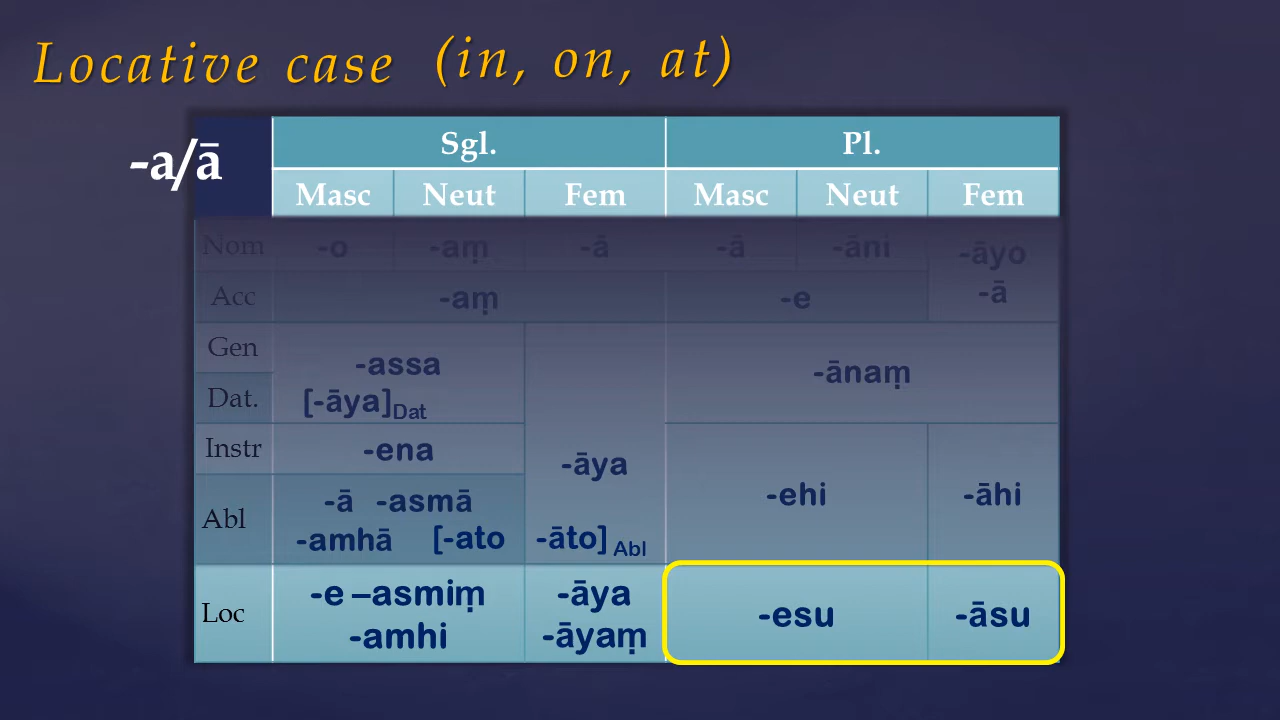 Locative case (in, on, at)
-a/ā
Sgl. Pl.
Masc Neut Fem Masc Neut Fem
Nom -o -aṃ -ā -ā -āni -āyo
Acc -aṃ -e -ā
Gen -assa -ānaṃ
Dat. [-āya]Dat
Instr -ena -āya -ehi -āhi
Abl -ā -asmā
-amhā [-ato -āto] Abl
Loc -e –asmiṃ -āya -esu -āsu
-amhi -āyaṃ